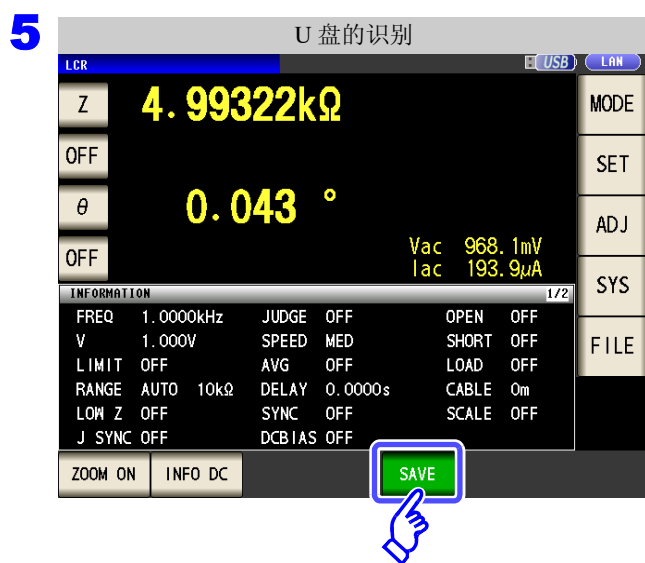 5
U 盘的识别
LCR
USB
LAN
Z
4.99322kΩ
MODE
OFF
SET
θ
0.043 °
ADJ
OFF
Vac 968.1mV
Iac 193.9μA
SYS
INFORMATION
1/2
FREQ 1.0000kHz JUDGE OFF OPEN OFF
V 1.000V SPEED MED SHORT OFF
FILE
LIMIT OFF AVG OFF LOAD OFF
RANGE AUTO 10kΩ DELAY 0.0000s CABLE 0m
LOW Z OFF SYNC OFF SCALE OFF
J SYNC OFF DCBIAS OFF
ZOOM ON
INFO DC
SAVE